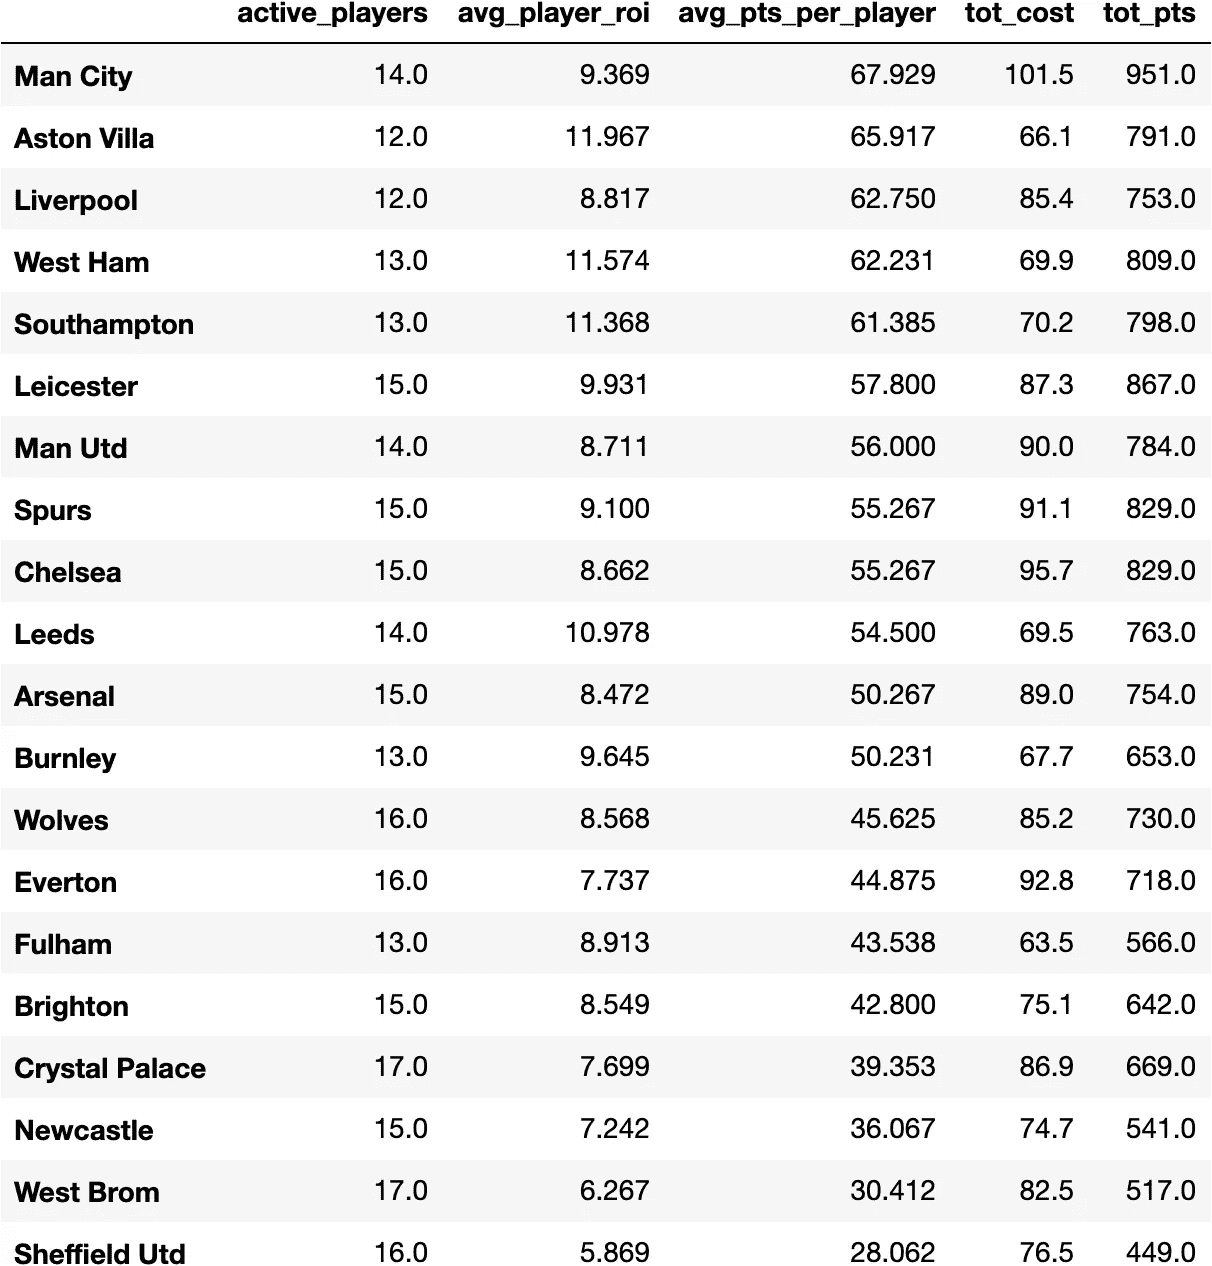 active_players avg_player_roi avg_pts_per_player tot_cost tot_pts
Man City 14.0 9.369 67.929 101.5 951.0
Aston Villa 12.0 11.967 65.917 66.1 791.0
Liverpool 12.0 8.817 62.750 85.4 753.0
West Ham 13.0 11.574 62.231 69.9 809.0
Southampton 13.0 11.368 61.385 70.2 798.0
Leicester 15.0 9.931 57.800 87.3 867.0
Man Utd 14.0 8.711 56.000 90.0 784.0
Spurs 15.0 9.100 55.267 91.1 829.0
Chelsea 15.0 8.662 55.267 95.7 829.0
Leeds 14.0 10.978 54.500 69.5 763.0
Arsenal 15.0 8.472 50.267 89.0 754.0
Burnley 13.0 9.645 50.231 67.7 653.0
Wolves 16.0 8.568 45.625 85.2 730.0
Everton 16.0 7.737 44.875 92.8 718.0
Fulham 13.0 8.913 43.538 63.5 566.0
Brighton 15.0 8.549 42.800 75.1 642.0
Crystal Palace 17.0 7.699 39.353 86.9 669.0
Newcastle 15.0 7.242 36.067 74.7 541.0
West Brom 17.0 6.267 30.412 82.5 517.0
Sheffield Utd 16.0 5.869 28.062 76.5 449.0